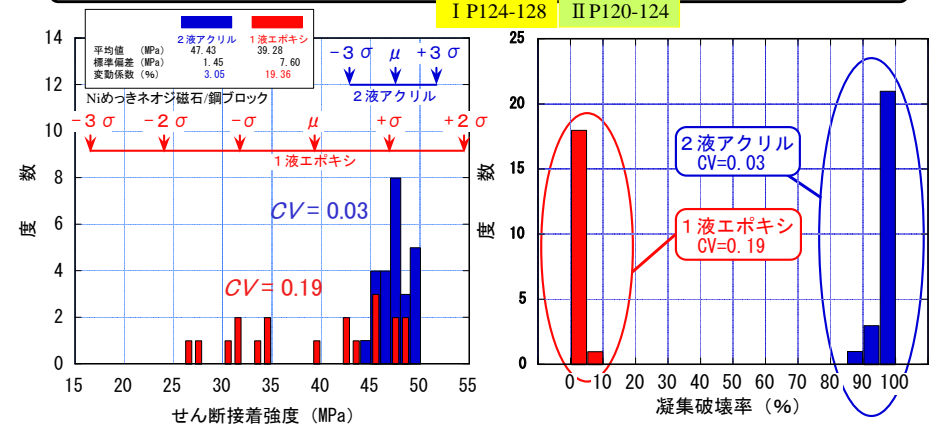 Ⅰ P124-128 Ⅱ P120-124
2液アクリル 1液エポキシ
平均値 (MPa) 47.43 39.28
標準偏差 (MPa) 1.45 7.60
変動係数 (%) 3.05 19.36
Niめっきネオジ磁石/鋼ブロック
-3σ μ +3σ
2液アクリル
-3σ -2σ -σ μ +σ +2σ
1液エポキシ
CV = 0.03
CV = 0.19
度 数
14
12
10
8
6
4
2
0
15 20 25 30 35 40 45 50 55
せん断接着強度 (MPa)
度 数
25
20
15
10
5
0
2液アクリル
CV=0.03
1液エポキシ
CV=0.19
0 10 20 30 40 50 60 70 80 90 100
凝集破壊率 (%)